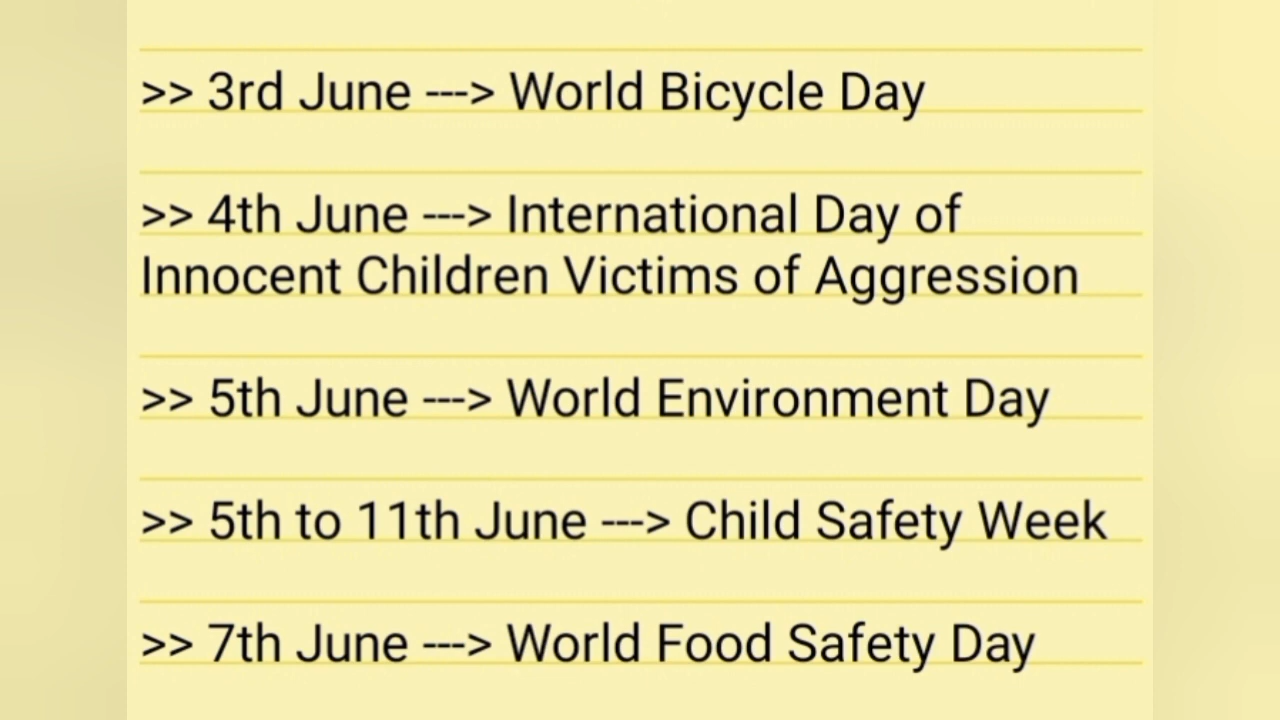 >> 3rd June ---> World Bicycle Day
>> 4th June ---> International Day of
Innocent Children Victims of Aggression
>> 5th June ---> World Environment Day
>> 5th to 11th June ---> Child Safety Week
>> 7th June ---> World Food Safety Day